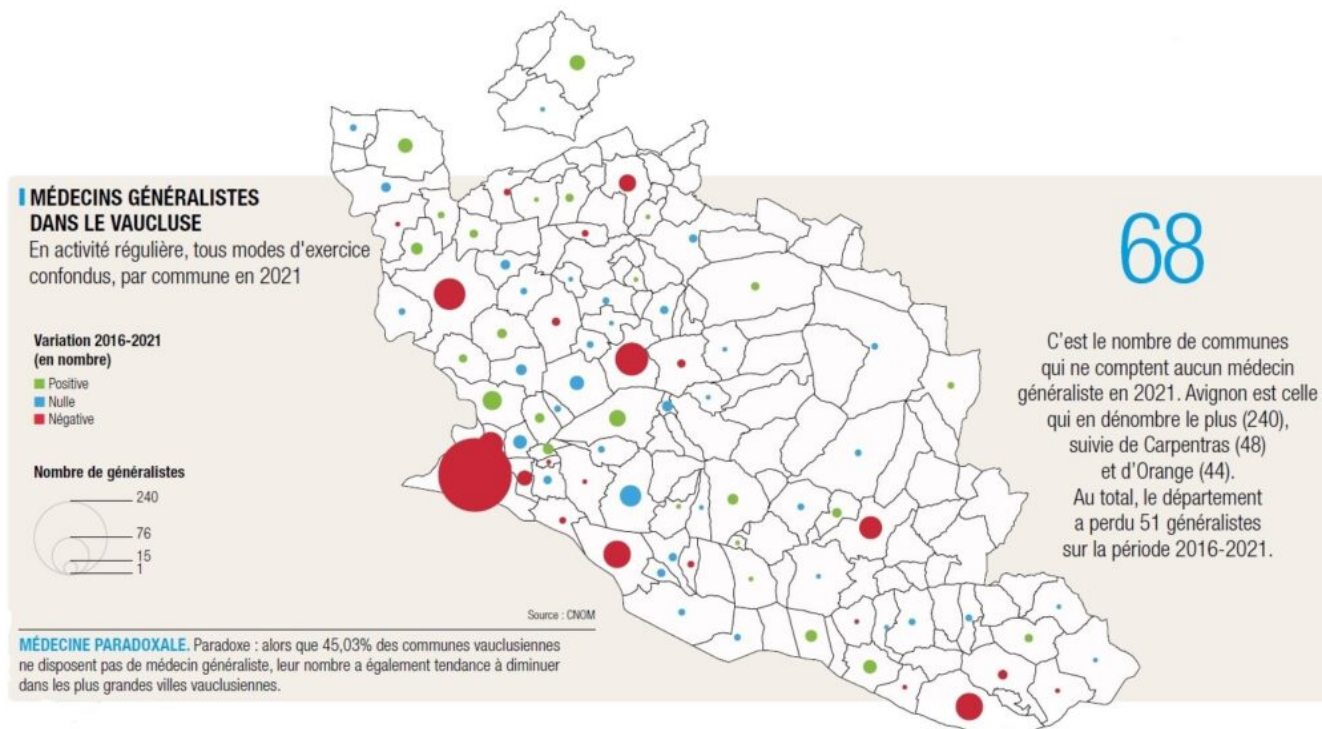 MÉDECINS GÉNÉRALISTES
DANS LE VAUCLUSE
En activité régulière, tous modes d'exercice
confondus, par commune en 2021
Variation 2016-2021
(en nombre)
Positive
Nulle
Négative
Nombre de généralistes
240
76
15
1
Source : CNOM
MÉDECINE PARADOXALE. Paradoxe : alors que 45,03% des communes vauclusiennes
ne disposent pas de médecin généraliste, leur nombre a également tendance à diminuer
dans les plus grandes villes vauclusiennes.
68
C'est le nombre de communes
qui ne comptent aucun médecin
généraliste en 2021. Avignon est celle
qui en dénombre le plus (240),
suivie de Carpentras (48)
et d'Orange (44).
Au total, le département
a perdu 51 généralistes
sur la période 2016-2021.